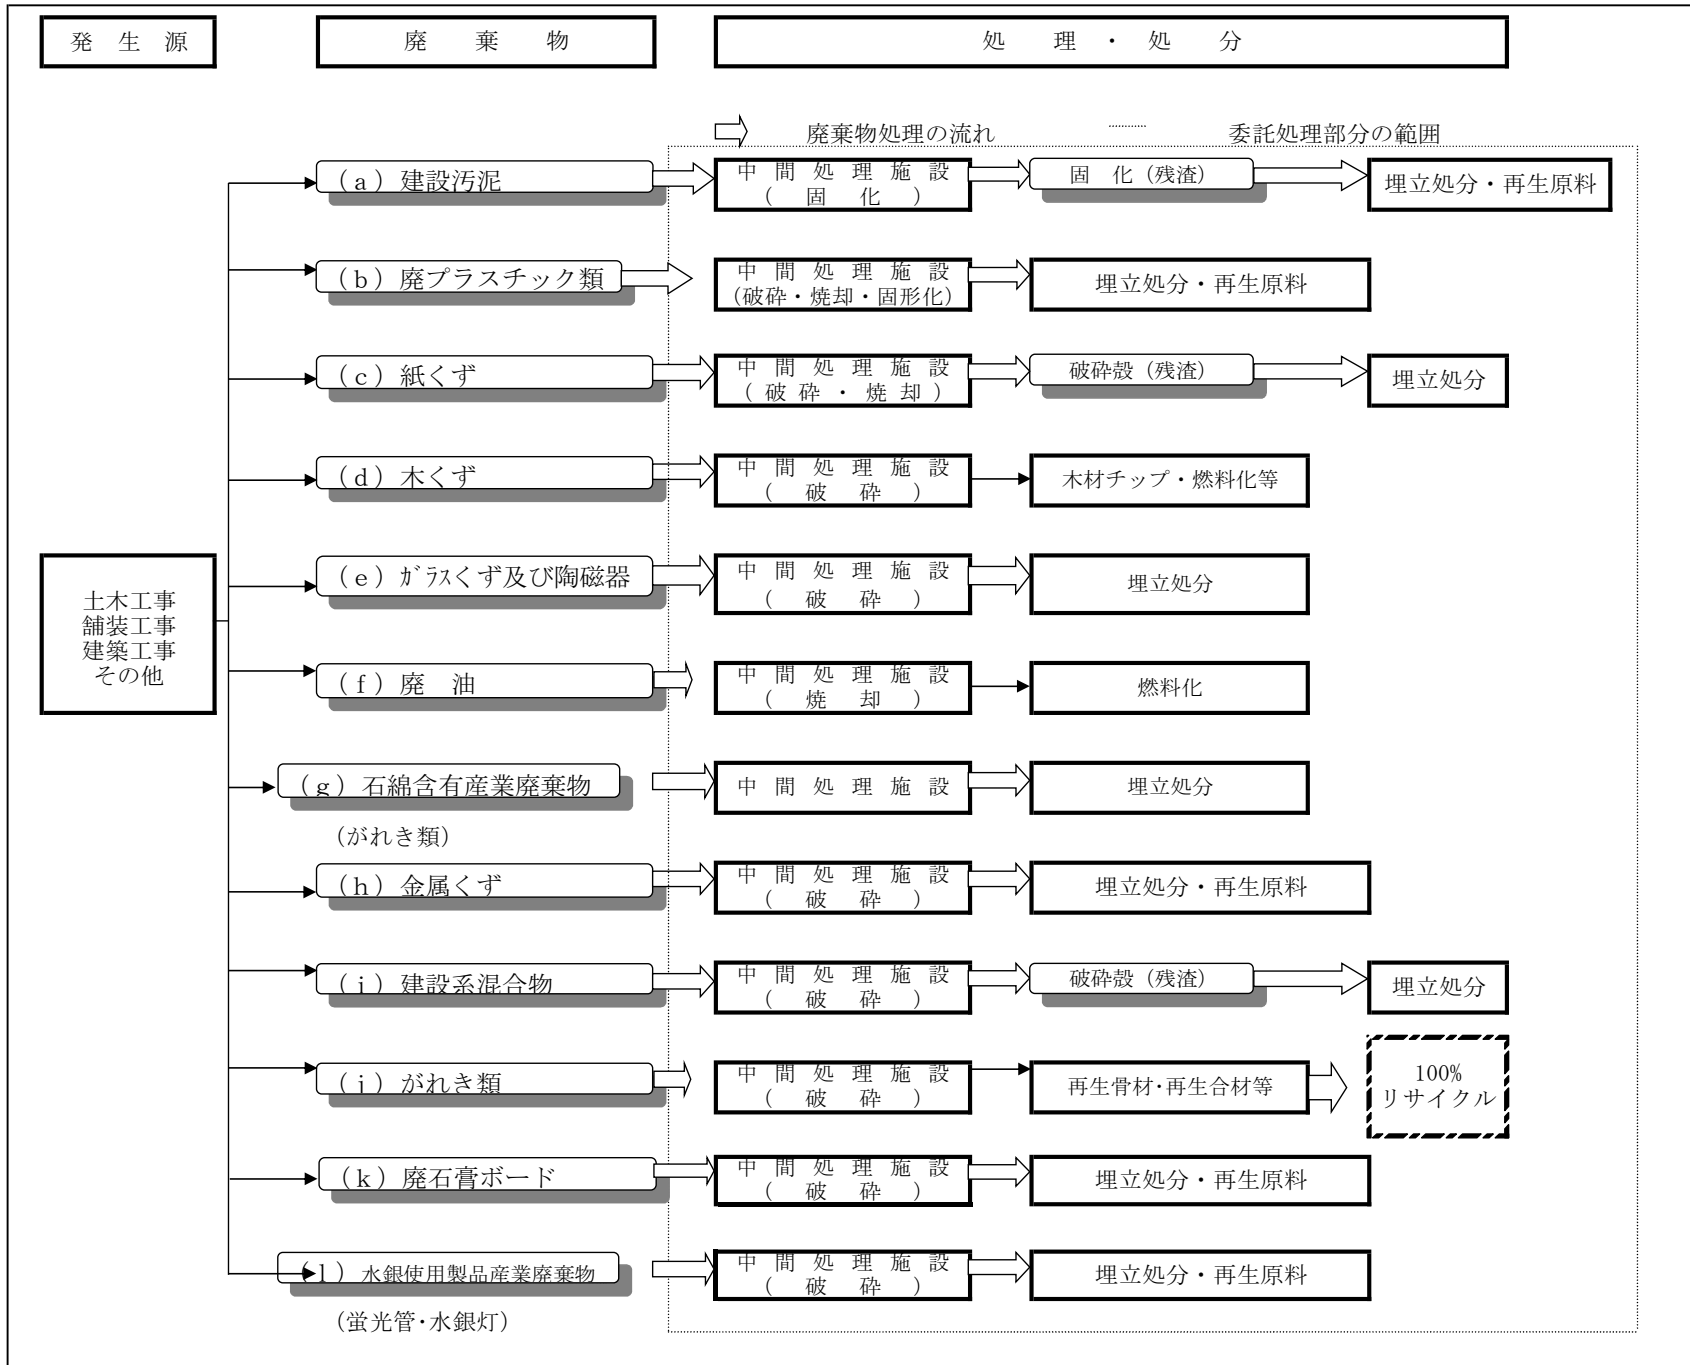 発 生 源
廃 棄 物
処 理 ・ 処 分
廃棄物処理の流れ
委託処理部分の範囲
(a) 建設汚泥
中間処理施設
(固化)
固 化 (残渣)
埋立処分・再生原料
(b) 廃プラスチック類
中間処理施設
(破砕・焼却・固形化)
埋立処分・再生原料
(c) 紙くず
中間処理施設
(破砕・焼却)
破砕殻 (残渣)
埋立処分
(d) 木くず
中間処理施設
(破砕)
木材チップ・燃料化等
土木工事
舗装工事
建築工事
その他
(e) ガラスくず及び陶磁器
中間処理施設
(破砕)
埋立処分
(f) 廃 油
中間処理施設
(焼却)
燃料化
(g) 石綿含有産業廃棄物
(がれき類)
中間処理施設
埋立処分
(h) 金属くず
中間処理施設
(破砕)
埋立処分・再生原料
(i) 建設系混合物
中間処理施設
(破砕)
破砕殻 (残渣)
埋立処分
(j) がれき類
中間処理施設
(破砕)
再生骨材・再生合材等
100%
リサイクル
(k) 廃石膏ボード
中間処理施設
(破砕)
埋立処分・再生原料
(l) 水銀使用製品産業廃棄物
(蛍光管・水銀灯)
中間処理施設
(破砕)
埋立処分・再生原料